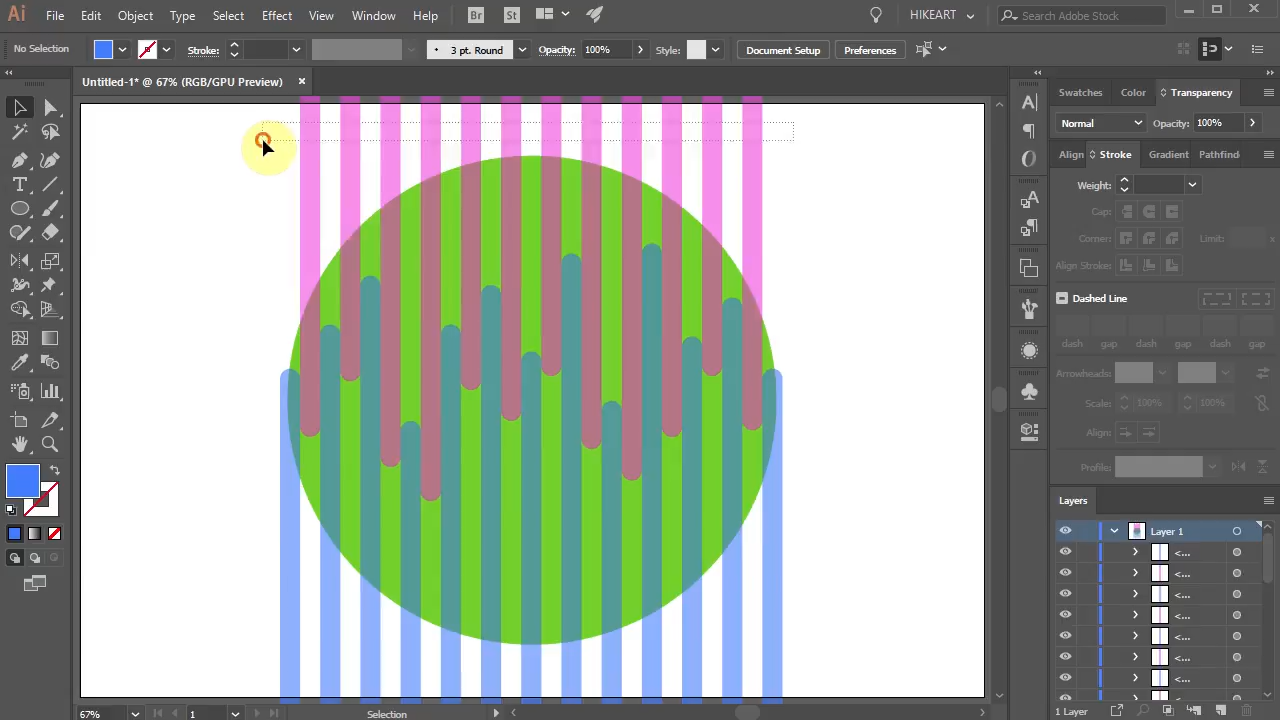 Ai File Edit Object Type Select Effect View Window Help Br St HIKEART Search Adobe Stock
No Selection Stroke: 3 pt. Round Opacity: 100% Style: Document Setup Preferences
Untitled-1* @ 67% (RGB/GPU Preview)
Swatches Color Transparency
Normal Opacity: 100%
Align Stroke Gradient Pathfind
Weight:
Cap:
Corner: Limit: x
Align Stroke:
Dashed Line
dash gap dash gap dash gap
Arrowheads:
Scale: 100% 100%
Align:
Profile:
Layers
Layer 1
<...
<...
<...
<...
<...
<...
<...
<...
67% 1 Selection 1 Layer